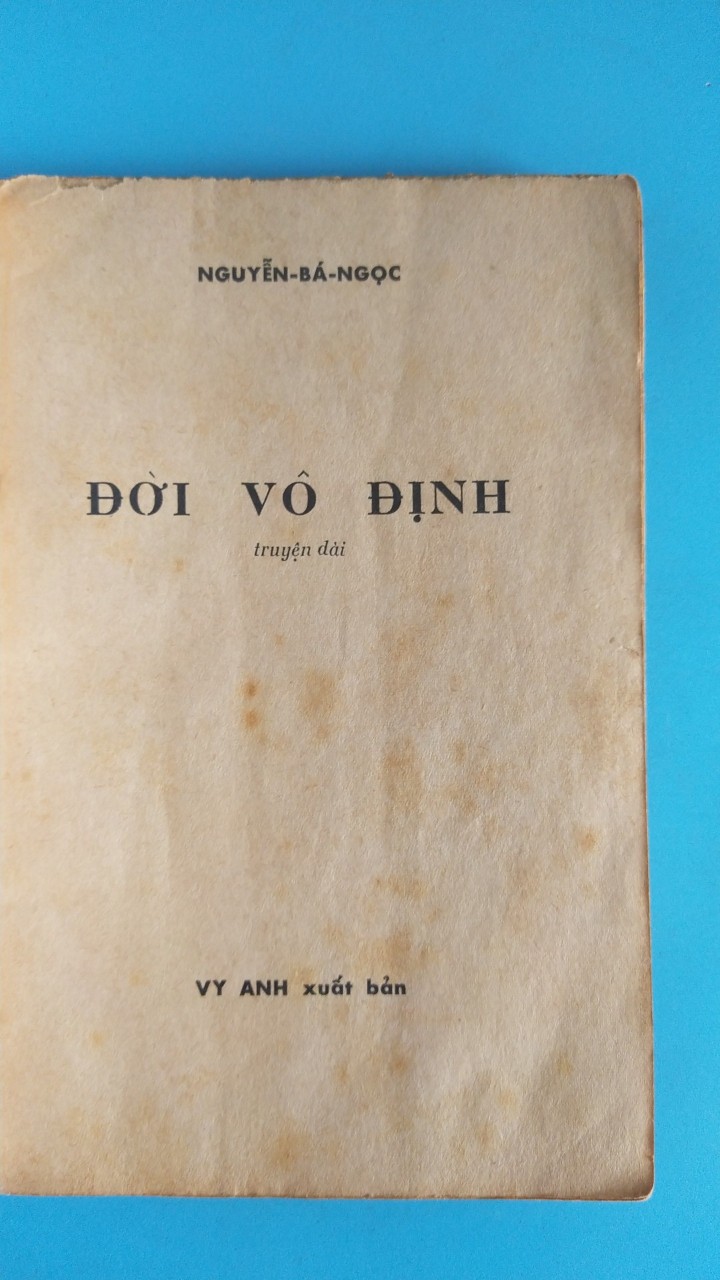 NGUYỄN-BÁ-NGỌC
ĐỜI VÔ ĐỊNH
truyện dài
VY ANH xuất bản